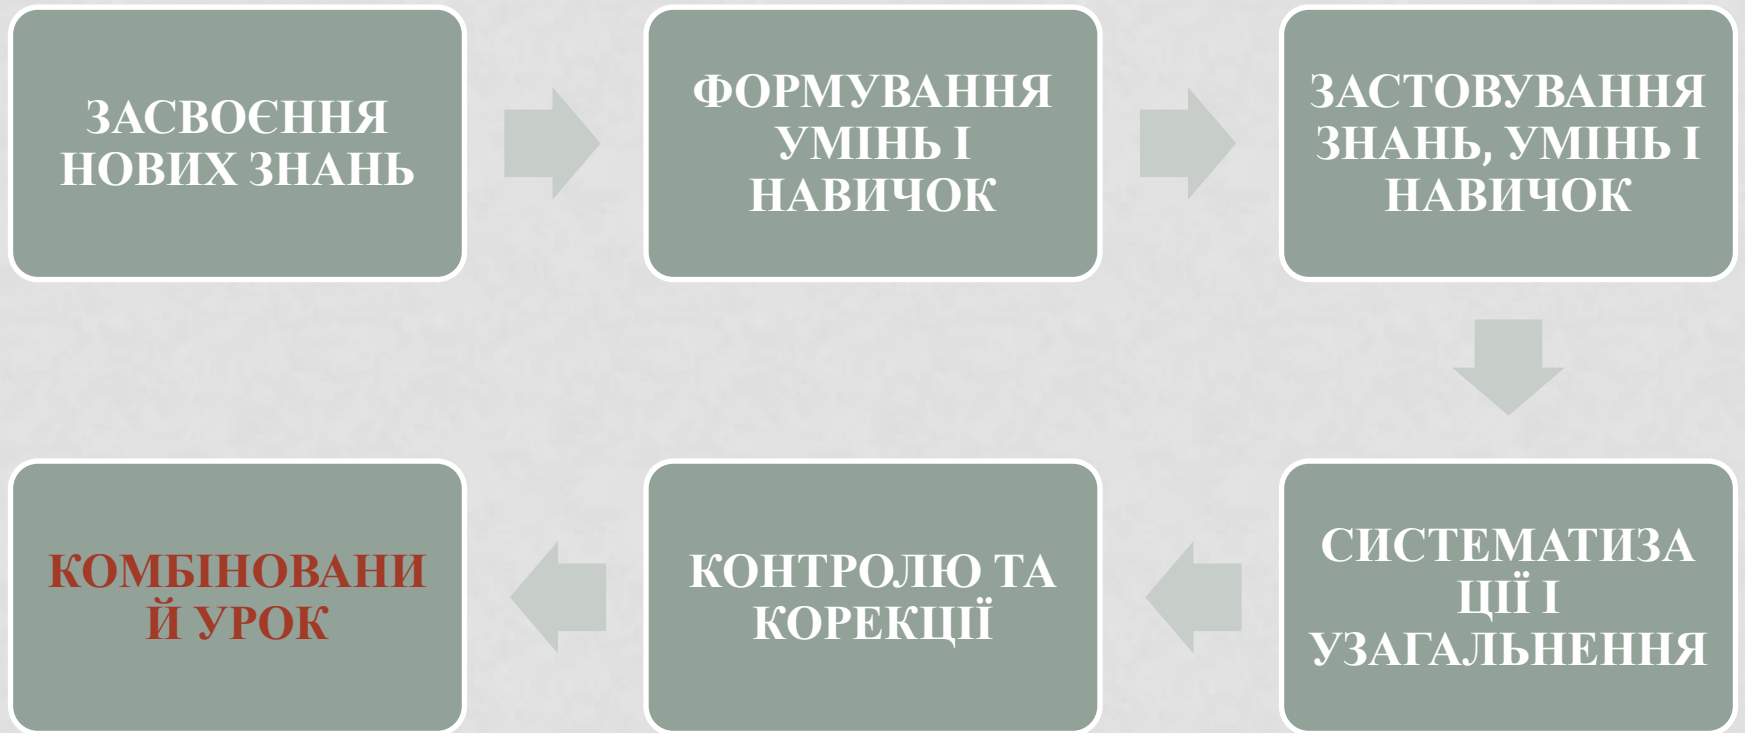 ЗАСВОЄННЯ
НОВИХ ЗНАНЬ
ФОРМУВАННЯ
УМІНЬ І
НАВИЧОК
ЗАСТОВУВАННЯ
ЗНАНЬ, УМІНЬ І
НАВИЧОК
СИСТЕМАТИЗА
ЦІЇ І
УЗАГАЛЬНЕННЯ
КОНТРОЛЮ ТА
КОРЕКЦІЇ
КОМБІНОВАНИ
Й УРОК